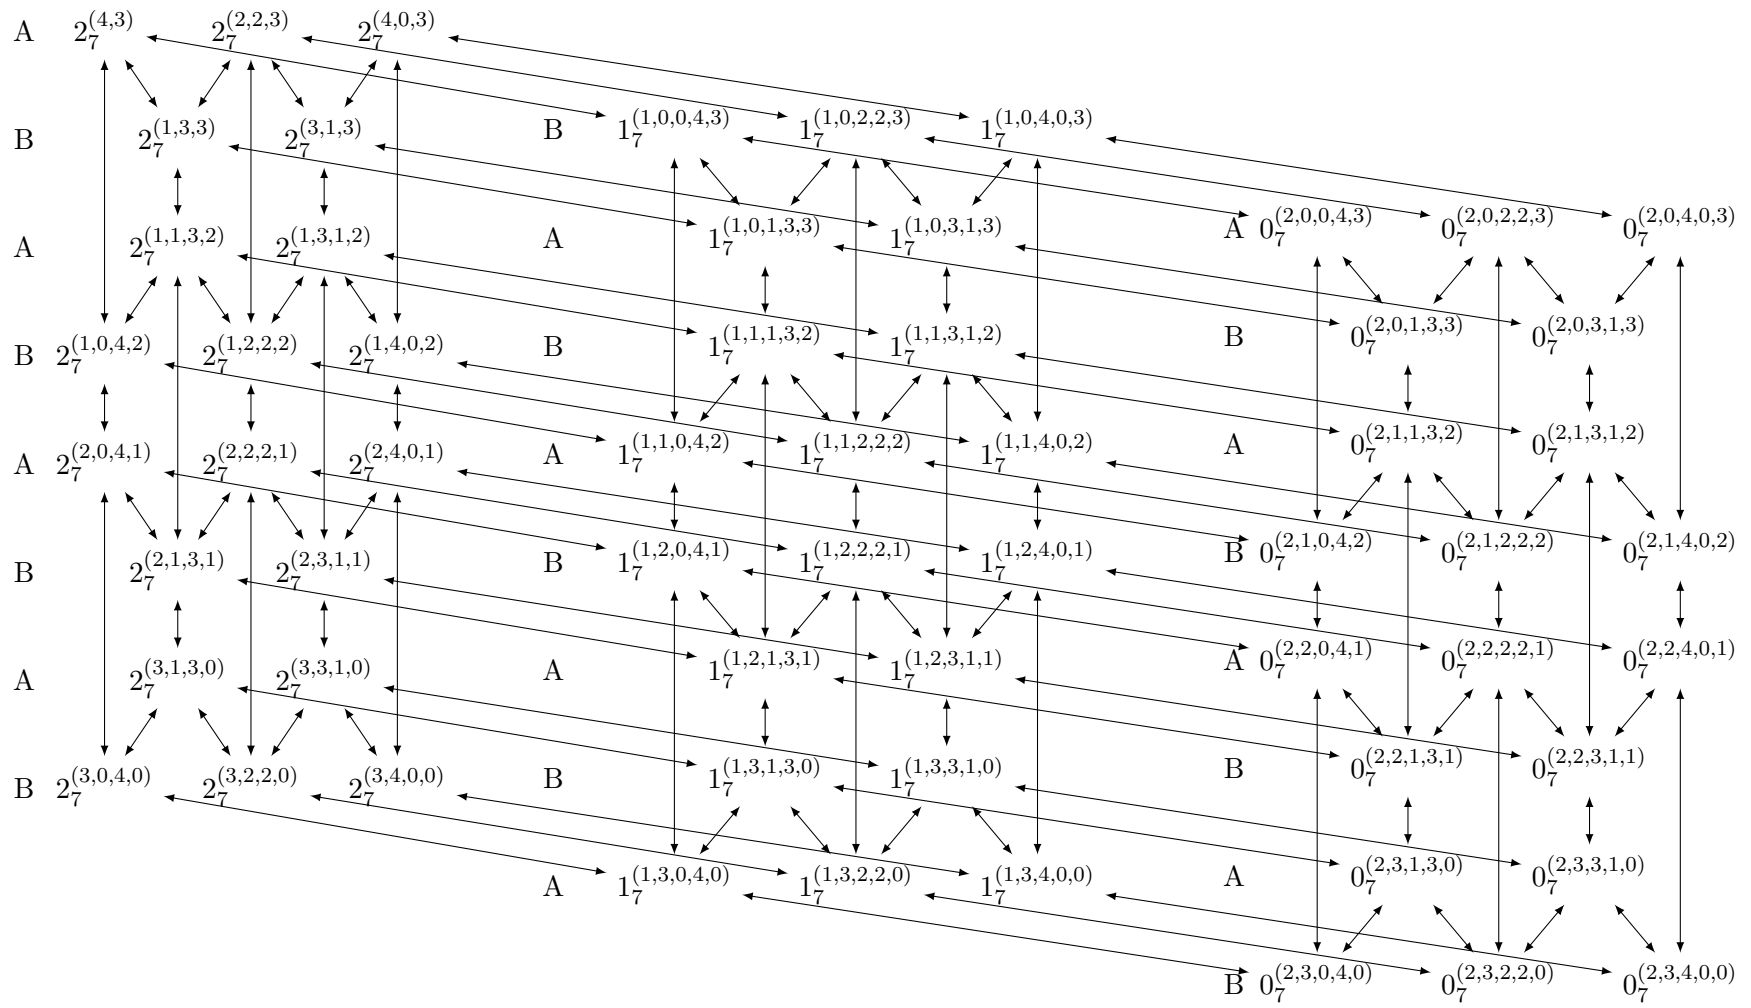 A 2_7^{(4,3)} 2_7^{(2,2,3)} 2_7^{(4,0,3)}
B 2_7^{(1,3,3)} 2_7^{(3,1,3)} B 1_7^{(1,0,0,4,3)} 1_7^{(1,0,2,2,3)} 1_7^{(1,0,4,0,3)}
A 2_7^{(1,1,3,2)} 2_7^{(1,3,1,2)} A 1_7^{(1,0,1,3,3)} 1_7^{(1,0,3,1,3)} A 0_7^{(2,0,0,4,3)} 0_7^{(2,0,2,2,3)} 0_7^{(2,0,4,0,3)}
B 2_7^{(1,0,4,2)} 2_7^{(1,2,2,2)} 2_7^{(1,4,0,2)} B 1_7^{(1,1,1,3,2)} 1_7^{(1,1,3,1,2)} B 0_7^{(2,0,1,3,3)} 0_7^{(2,0,3,1,3)}
A 2_7^{(2,0,4,1)} 2_7^{(2,2,2,1)} 2_7^{(2,4,0,1)} A 1_7^{(1,1,0,4,2)} 1_7^{(1,1,2,2,2)} 1_7^{(1,1,4,0,2)} A 0_7^{(2,1,1,3,2)} 0_7^{(2,1,3,1,2)}
B 2_7^{(2,1,3,1)} 2_7^{(2,3,1,1)} B 1_7^{(1,2,0,4,1)} 1_7^{(1,2,2,2,1)} 1_7^{(1,2,4,0,1)} B 0_7^{(2,1,0,4,2)} 0_7^{(2,1,2,2,2)} 0_7^{(2,1,4,0,2)}
A 2_7^{(3,1,3,0)} 2_7^{(3,3,1,0)} A 1_7^{(1,2,1,3,1)} 1_7^{(1,2,3,1,1)} A 0_7^{(2,2,0,4,1)} 0_7^{(2,2,2,2,1)} 0_7^{(2,2,4,0,1)}
B 2_7^{(3,0,4,0)} 2_7^{(3,2,2,0)} 2_7^{(3,4,0,0)} B 1_7^{(1,3,1,3,0)} 1_7^{(1,3,3,1,0)} B 0_7^{(2,2,1,3,1)} 0_7^{(2,2,3,1,1)}
A 1_7^{(1,3,0,4,0)} 1_7^{(1,3,2,2,0)} 1_7^{(1,3,4,0,0)} A 0_7^{(2,3,1,3,0)} 0_7^{(2,3,3,1,0)}
B 0_7^{(2,3,0,4,0)} 0_7^{(2,3,2,2,0)} 0_7^{(2,3,4,0,0)}